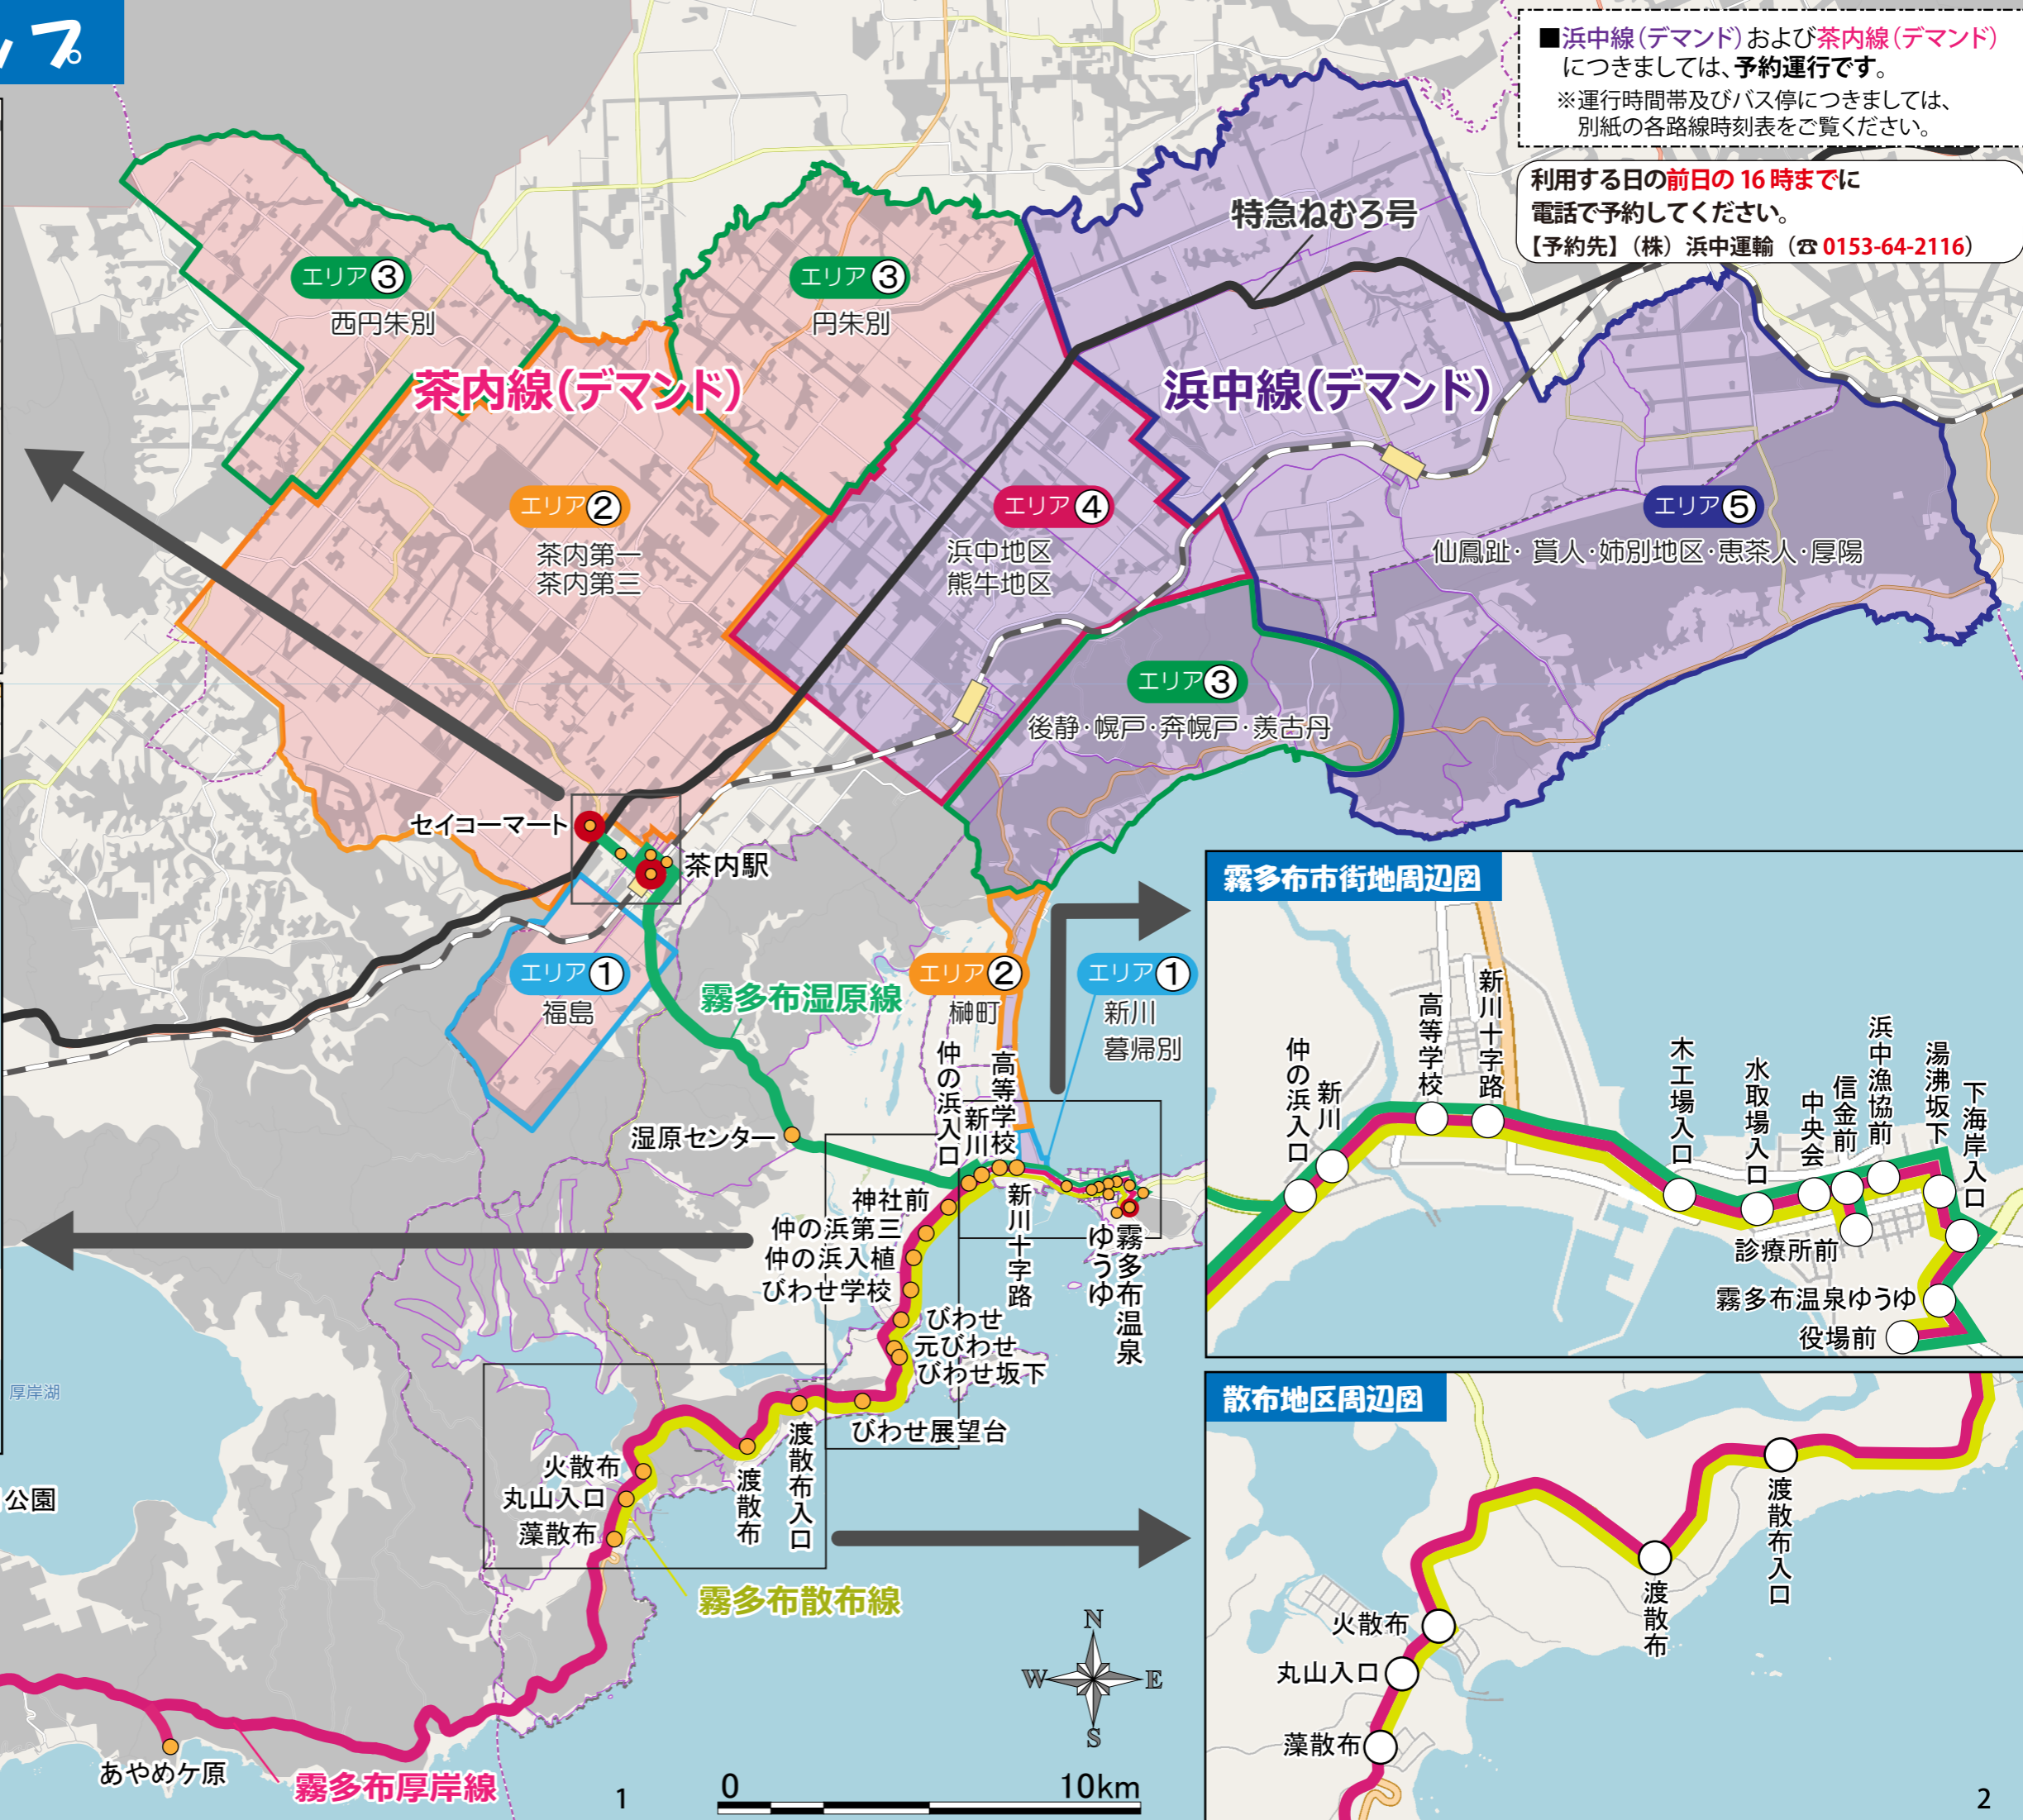 ップ
■浜中線(デマンド)および茶内線(デマンド)
につきましては、予約運行です。
※運行時間帯及びバス停につきましては、
別紙の各路線時刻表をご覧ください。
利用する日の前日の 16 時までに
電話で予約してください。
【予約先】(株)浜中運輸(☎ 0153-64-2116)
特急ねむろ号
エリア③
西円朱別
エリア③
円朱別
茶内線(デマンド)
浜中線(デマンド)
エリア②
茶内第一
茶内第三
エリア④
浜中地区
熊牛地区
エリア⑤
仙鳳趾・貰人・姉別地区・恵茶人・厚陽
エリア③
後静・幌戸・奔幌戸・羨古丹
セイコーマート
茶内駅
エリア①
福島
霧多布湿原線
エリア②
榊町
エリア①
新川
暮帰別
仲の浜入口
新川
高等学校
湿原センター
新川十字路
霧多布温泉
ゆうゆ
神社前
仲の浜第三
仲の浜入植
びわせ学校
びわせ
元びわせ
びわせ坂下
びわせ展望台
渡散布入口
渡散布
火散布
丸山入口
藻散布
霧多布散布線
厚岸湖
公園
あやめケ原
霧多布厚岸線
N
W
E
S
0
10km
1
霧多布市街地周辺図
仲の浜入口
新川
高等学校
新川十字路
木工場入口
水取場入口
中央会
信金前
浜中漁協前
湯沸坂下
下海岸入口
診療所前
霧多布温泉ゆうゆ
役場前
散布地区周辺図
渡散布入口
渡散布
火散布
丸山入口
藻散布
2